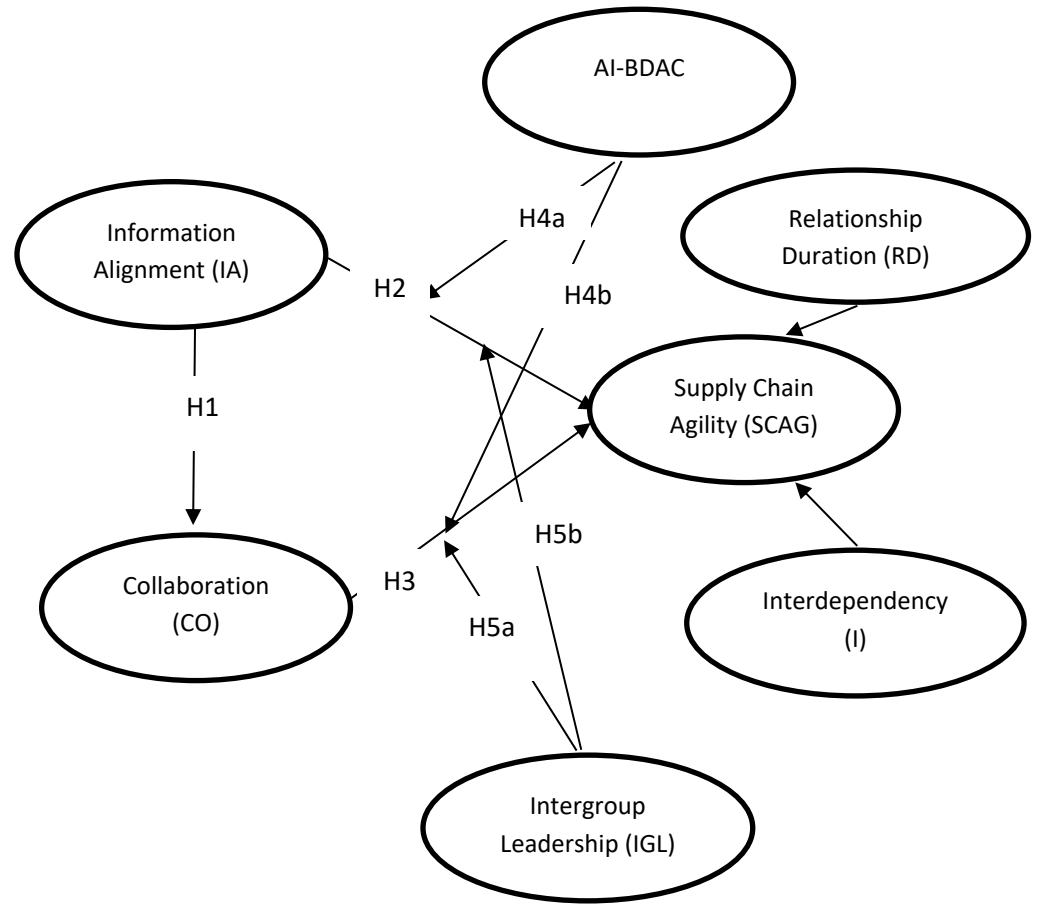 AI-BDAC
H4a
Relationship
Duration (RD)
Information
Alignment (IA)
H2
H4b
H1
Supply Chain
Agility (SCAG)
H5b
H3
Collaboration
(CO)
H5a
Interdependency
(I)
Intergroup
Leadership (IGL)